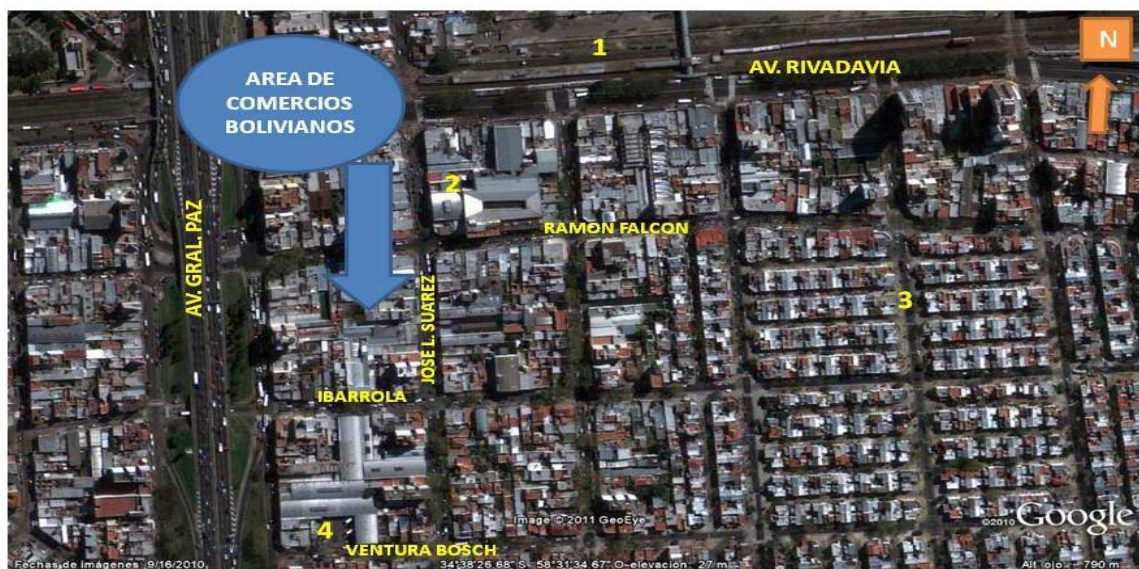 1
N
AV. RIVADAVIA
AREA DE
COMERCIOS
BOLIVIANOS
2
AV. GRAL. PAZ
RAMON FALCON
JOSE L. SUAREZ
3
IBARROLA
4
VENTURA BOSCH
Image © 2011 GeoEye
©2010 Google
Fechas de imágenes: 9/16/2010
34°38'26.68" S- 58°31'34.67" O-elevación 27 m
Alt. ojo 790 m